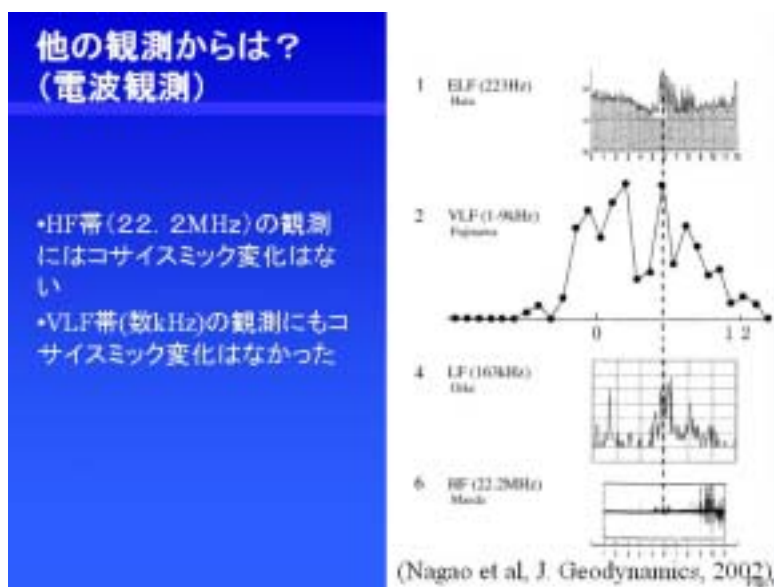 他の観測からは？
（電波観測）
•HF帯（２２．２MHz）の観測
にはコサイスミック変化はな
い
•VLF帯(数kHz)の観測にもコ
サイスミック変化はなかった
1 ELF (223Hz)
2 VLF (1-9kHz)
Fujinawa
0 1 2
4 LF (163kHz)
Oike
6 HF (22.2MHz)
Maeda
(Nagao et al, J. Geodynamics, 2002)